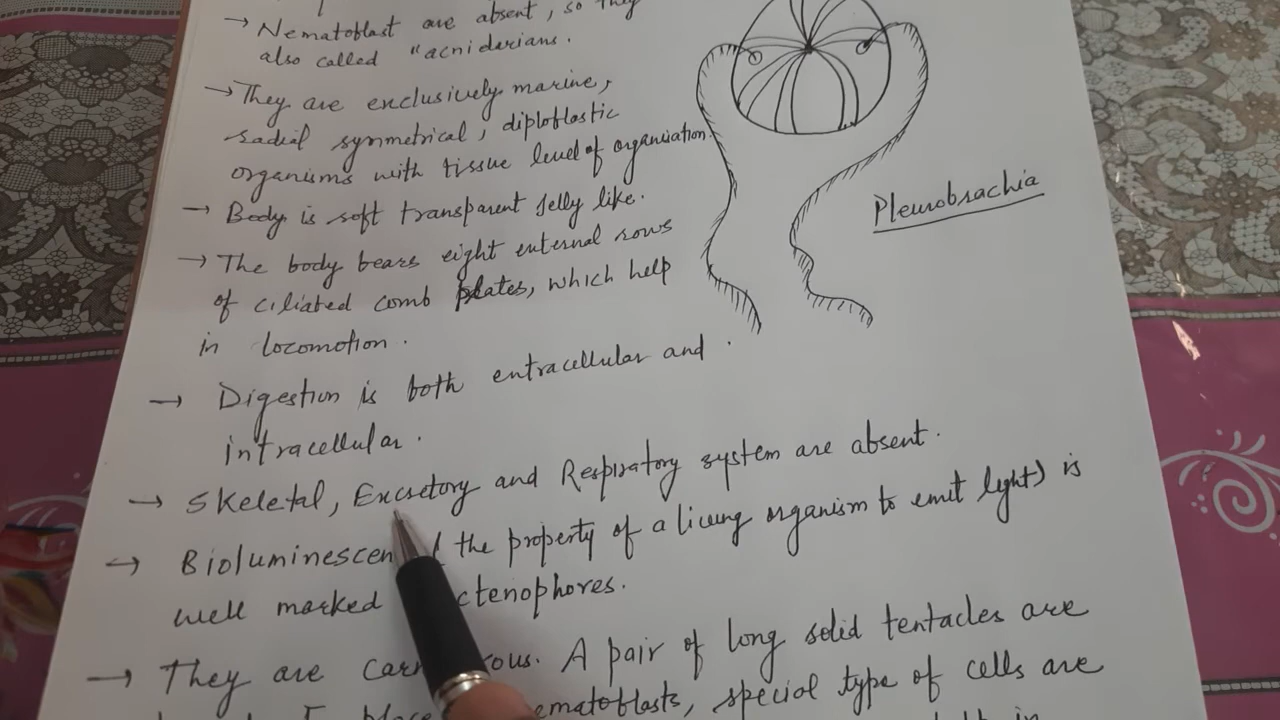 → Nematoblast are absent, so they
also called "acnidarians.
→ They are exclusively marine,
radial symmetrical, diploblastic
organisms with tissue level of organisation.
→ Body is soft transparent Jelly like.
→ The body bears eight external rows
of ciliated comb plates, which help
in locomotion.
Pleurobrachia
→ Digestion is both extracellular and
intracellular.
→ Skeletal, Excretory and Respiratory system are absent.
→ Bioluminescen the property of a living organism to emit light) is
well marked ctenophores.
→ They are carn rous. A pair of long solid tentacles are
place ematoblasts, special type of cells are